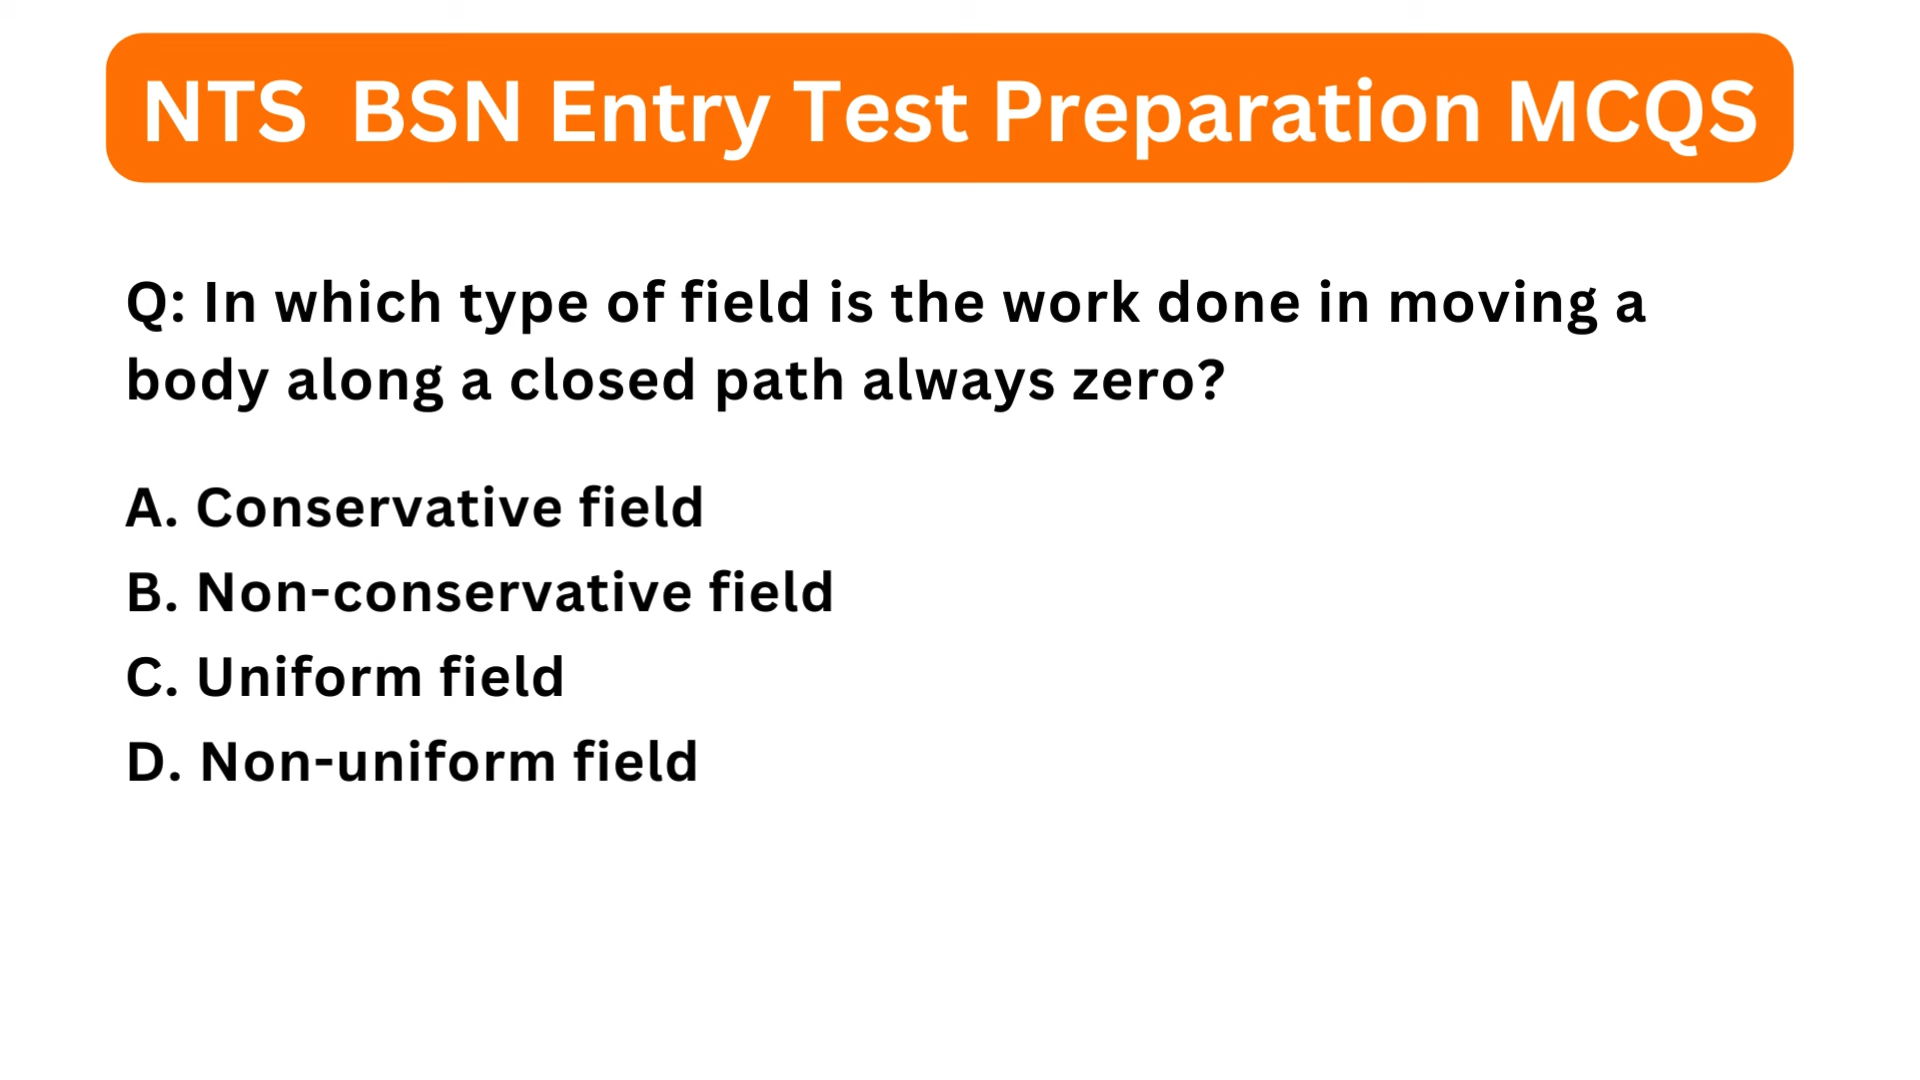 NTS BSN Entry Test Preparation MCQS
Q: In which type of field is the work done in moving a
body along a closed path always zero?
A. Conservative field
B. Non-conservative field
C. Uniform field
D. Non-uniform field